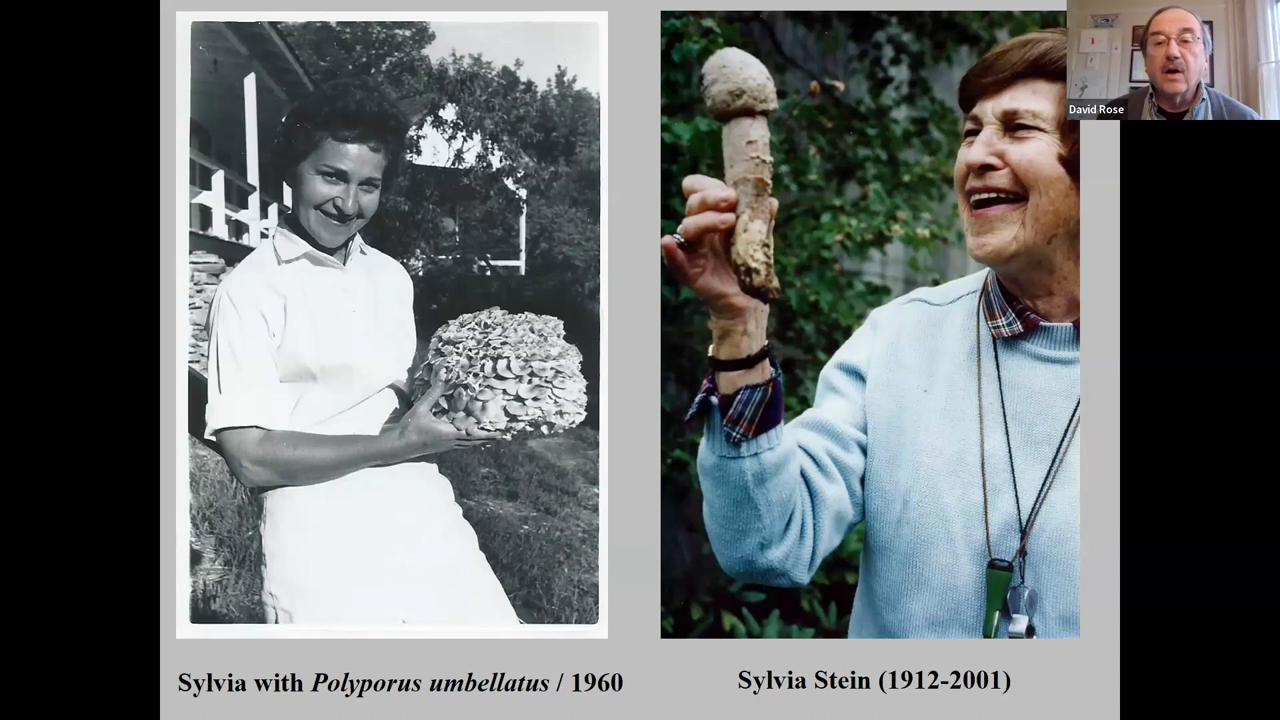 David Rose
Sylvia with Polyporus umbellatus / 1960
Sylvia Stein (1912-2001)